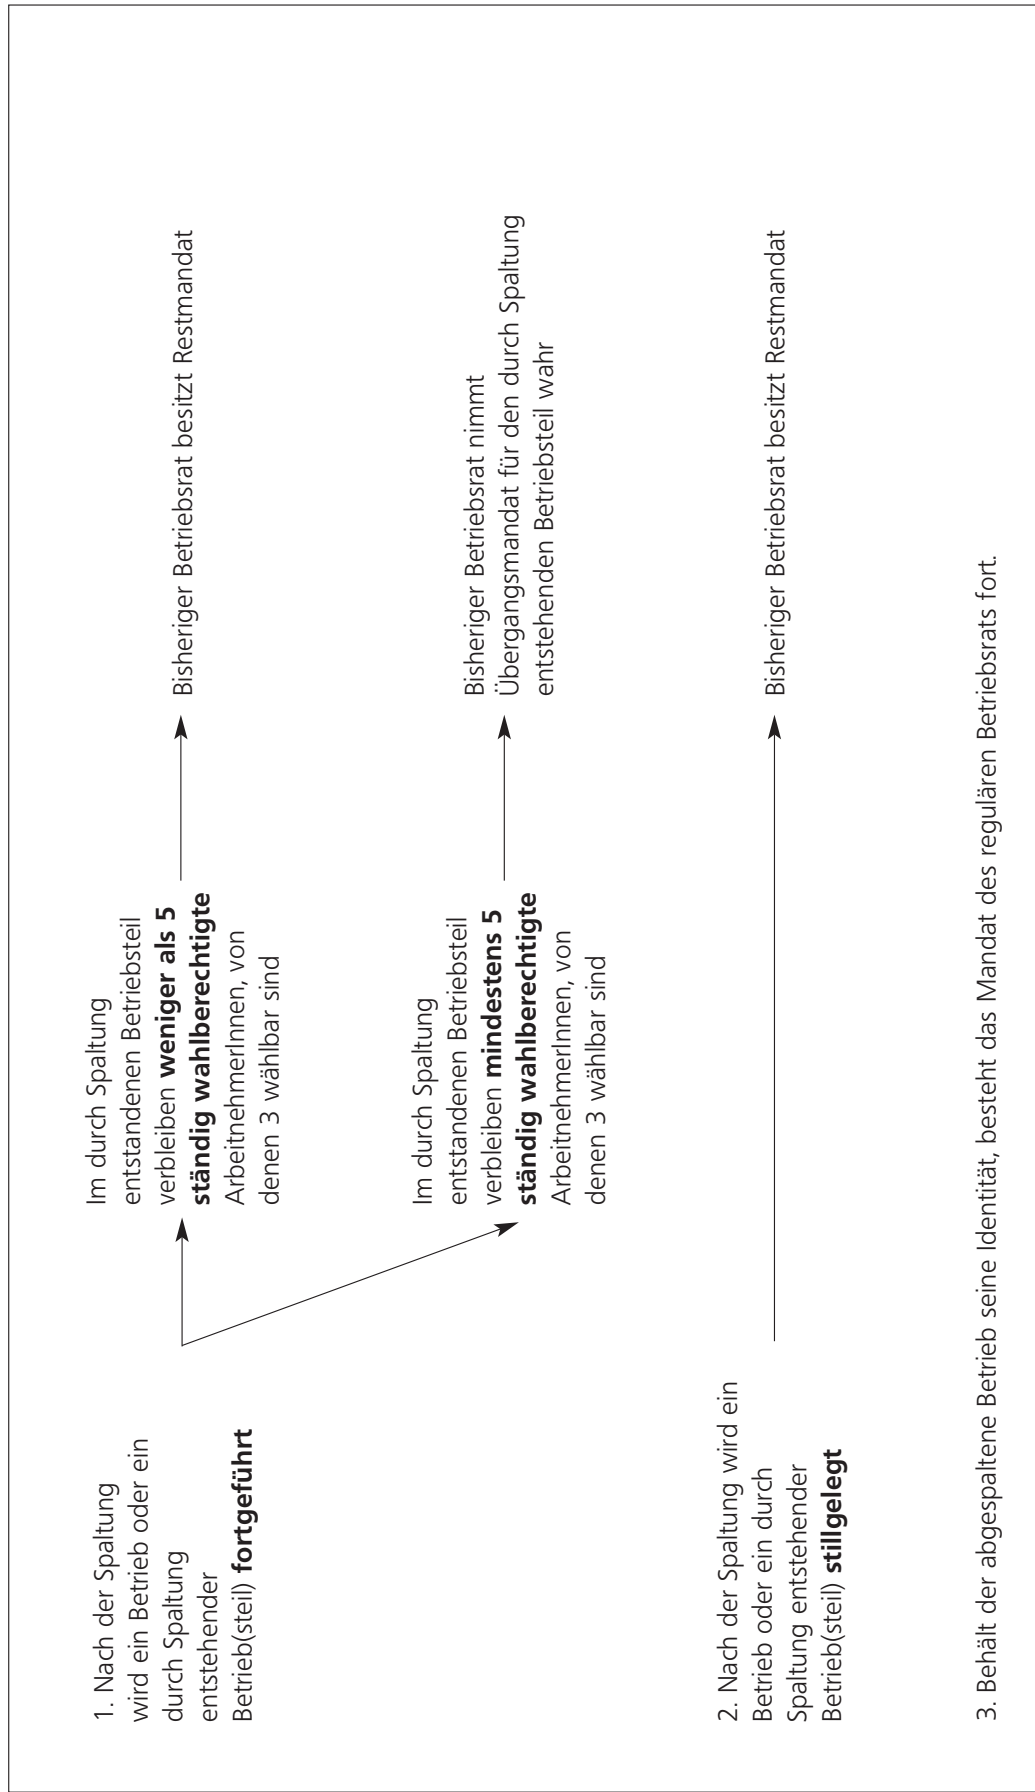 1. Nach der Spaltung
wird ein Betrieb oder ein
durch Spaltung
entstehender
Betrieb(steil) fortgeführt
Im durch Spaltung
entstandenen Betriebsteil
verbleiben weniger als 5
ständig wahlberechtigte
ArbeitnehmerInnen, von
denen 3 wählbar sind
Bisheriger Betriebsrat besitzt Restmandat
Im durch Spaltung
entstandenen Betriebsteil
verbleiben mindestens 5
ständig wahlberechtigte
ArbeitnehmerInnen, von
denen 3 wählbar sind
Bisheriger Betriebsrat nimmt
Übergangsmandat für den durch Spaltung
entstehenden Betriebsteil wahr
2. Nach der Spaltung wird ein
Betrieb oder ein durch
Spaltung entstehender
Betrieb(steil) stillgelegt
Bisheriger Betriebsrat besitzt Restmandat
3. Behält der abgespaltene Betrieb seine Identität, besteht das Mandat des regulären Betriebsrats fort.